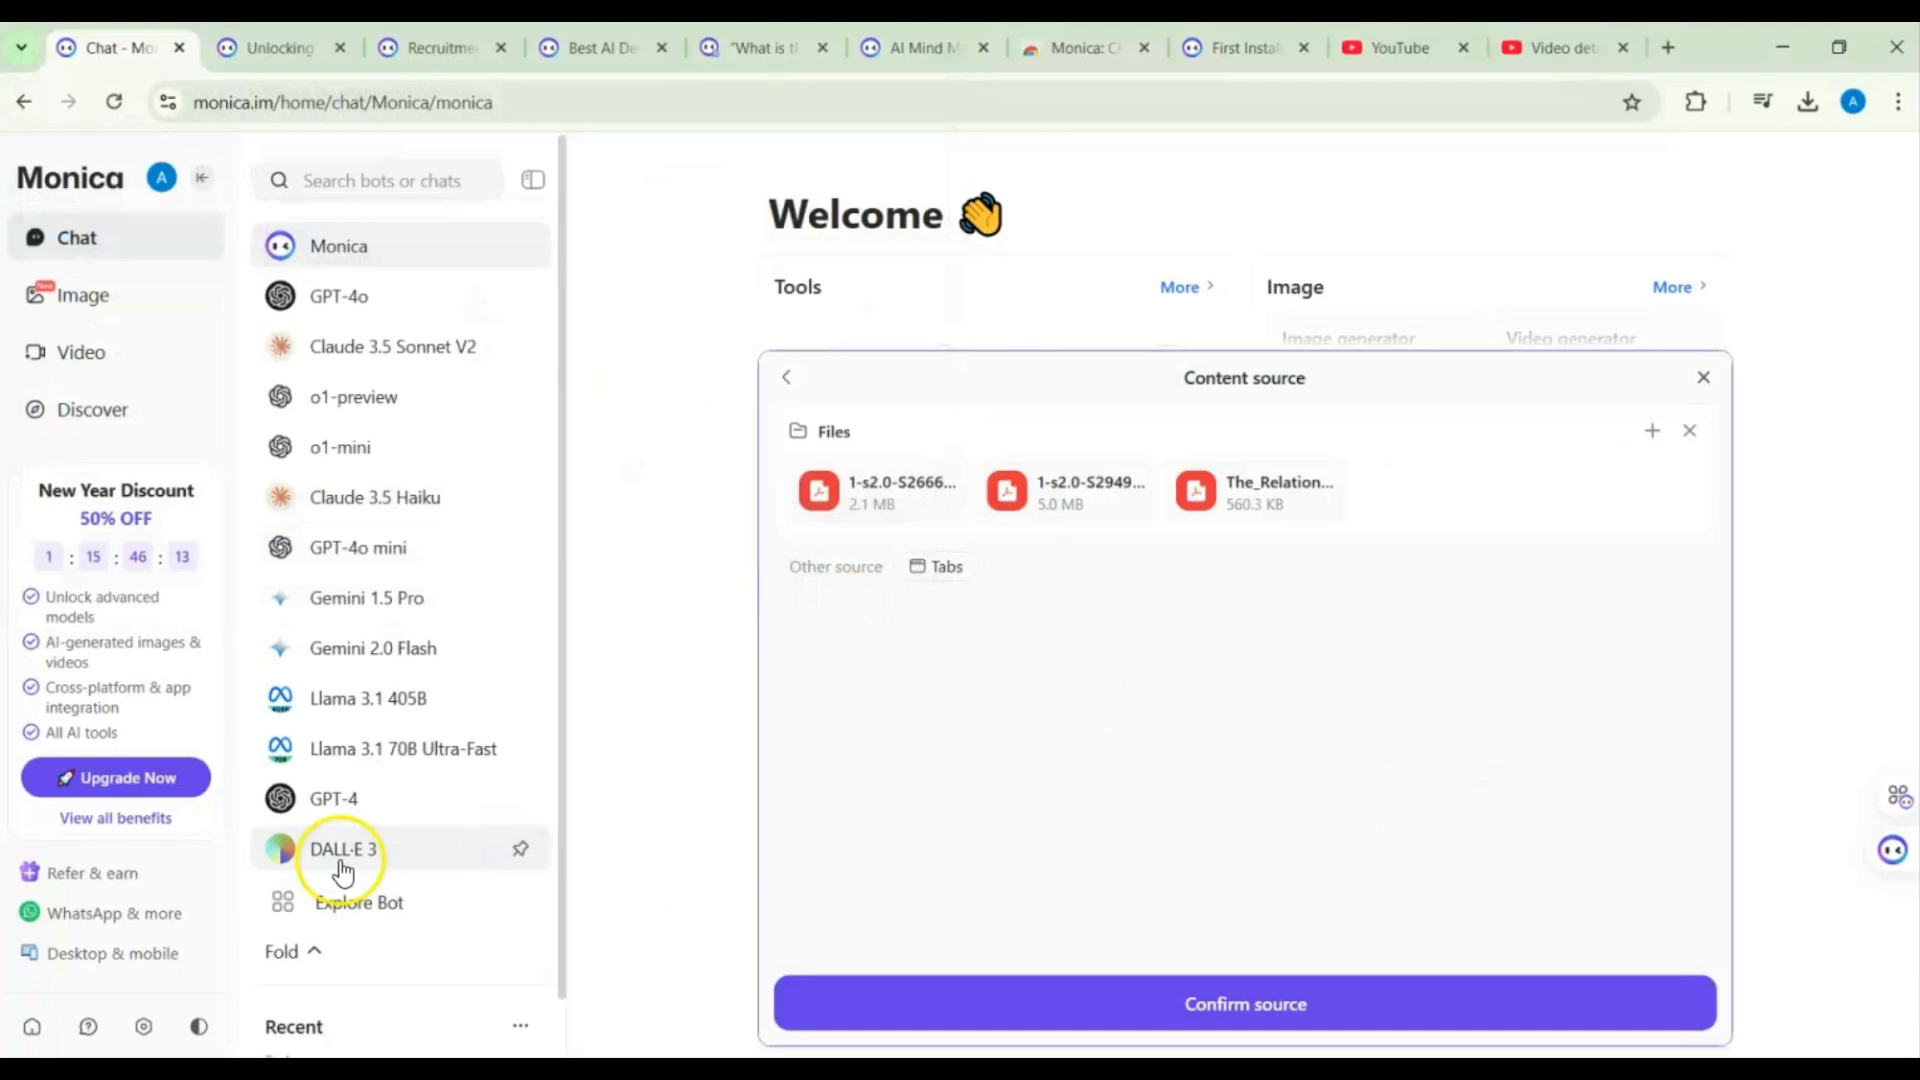 Chat - Mo
Unlocking
Recruitme
Best AI De
"What is t
AI Mind M
Monica: C
First Instal
YouTube
Video det
monica.im/home/chat/Monica/monica
A
Monica
A
Chat
New
Image
Video
Discover
New Year Discount
50% OFF
1 : 15 : 46 : 13
Unlock advanced
models
AI-generated images &
videos
Cross-platform & app
integration
All AI tools
Upgrade Now
View all benefits
Refer & earn
WhatsApp & more
Desktop & mobile
Search bots or chats
Monica
GPT-4o
Claude 3.5 Sonnet V2
o1-preview
o1-mini
Claude 3.5 Haiku
GPT-4o mini
Gemini 1.5 Pro
Gemini 2.0 Flash
Llama 3.1 405B
Llama 3.1 70B Ultra-Fast
GPT-4
DALL·E 3
Explore Bot
Fold
Recent
Welcome 👋
Tools
More
Image
More
Image generator
Video generator
Content source
Files
1-s2.0-S2666...
2.1 MB
1-s2.0-S2949...
5.0 MB
The_Relation...
560.3 KB
Other source
Tabs
Confirm source